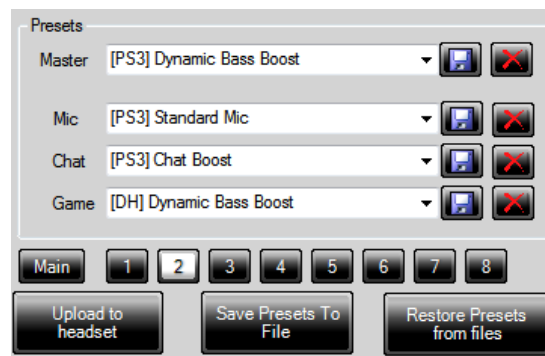 Presets
Master [PS3] Dynamic Bass Boost
Mic [PS3] Standard Mic
Chat [PS3] Chat Boost
Game [DH] Dynamic Bass Boost
Main 1 2 3 4 5 6 7 8
Upload to
headset
Save Presets To
File
Restore Presets
from files